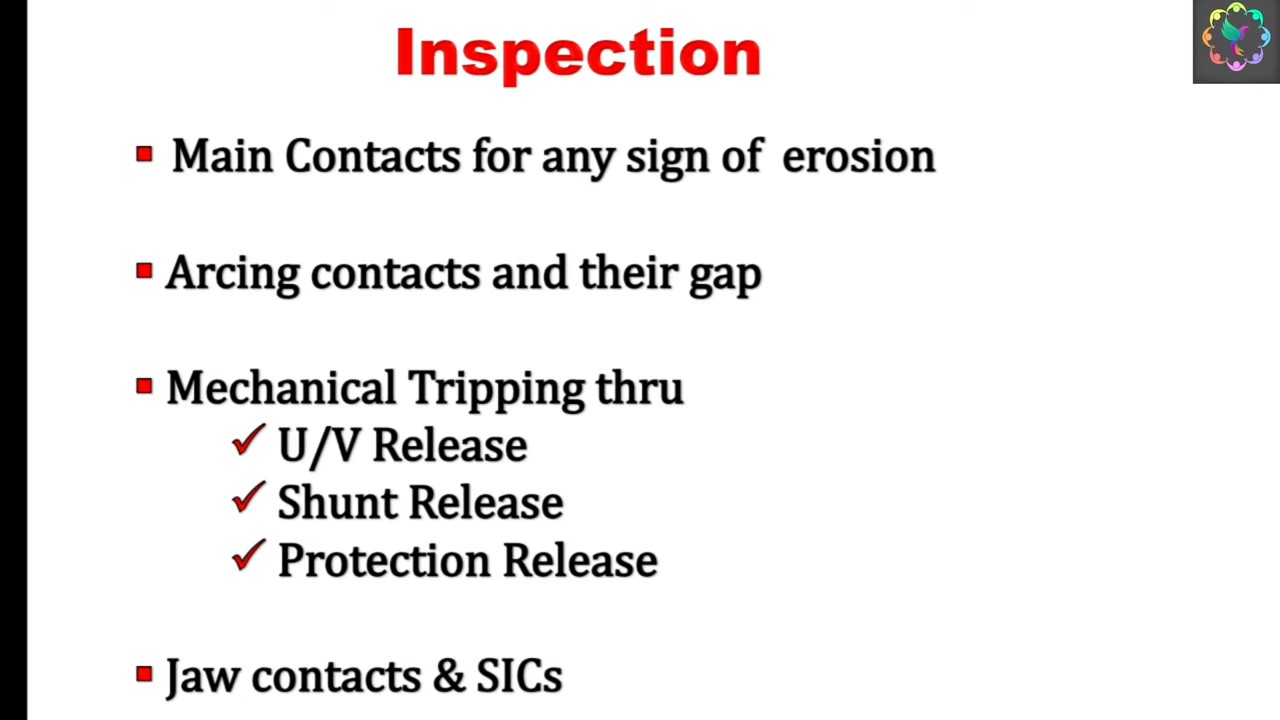 Inspection
Main Contacts for any sign of erosion
Arcing contacts and their gap
Mechanical Tripping thru
U/V Release
Shunt Release
Protection Release
Jaw contacts & SICs